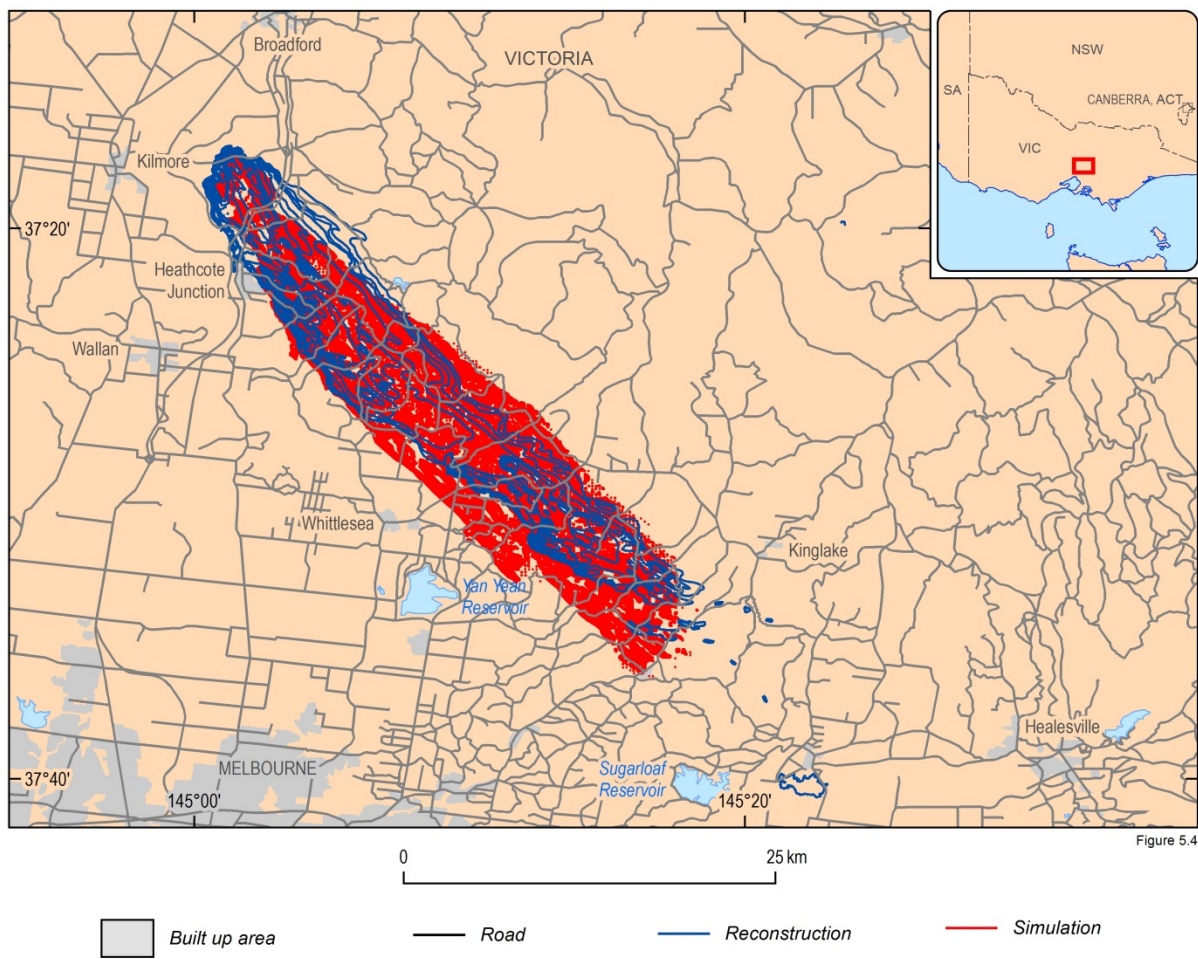 Broadford
VICTORIA
NSW
SA
CANBERRA, ACT
VIC
Kilmore
37°20'
Heathcote
Junction
Wallan
Whittlesea
Kinglake
Yan Yean
Reservoir
Healesville
MELBOURNE
Sugarloaf
Reservoir
37°40'
145°00'
145°20'
Figure 5.4
0
25 km
Built up area
Road
Reconstruction
Simulation